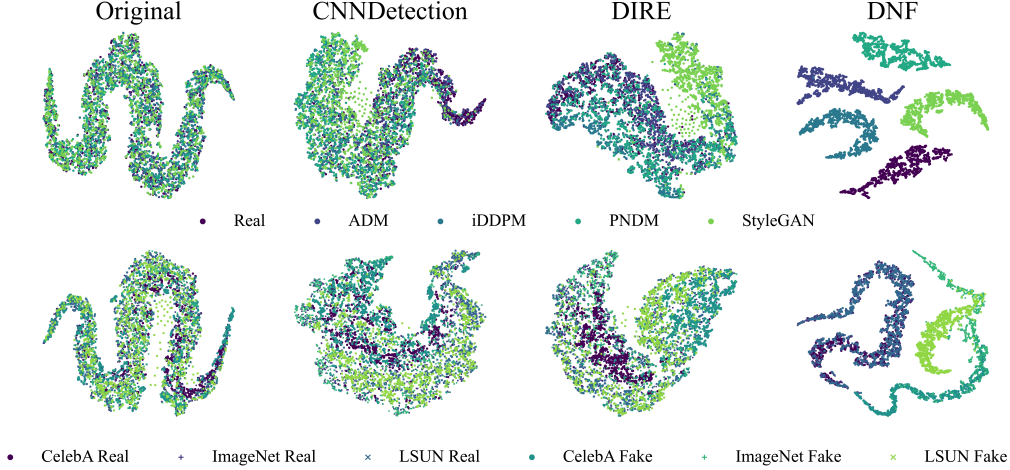 Original CNNDetection DIRE DNF
Real ADM iDDPM PNDM StyleGAN
CelebA Real ImageNet Real LSUN Real CelebA Fake ImageNet Fake LSUN Fake